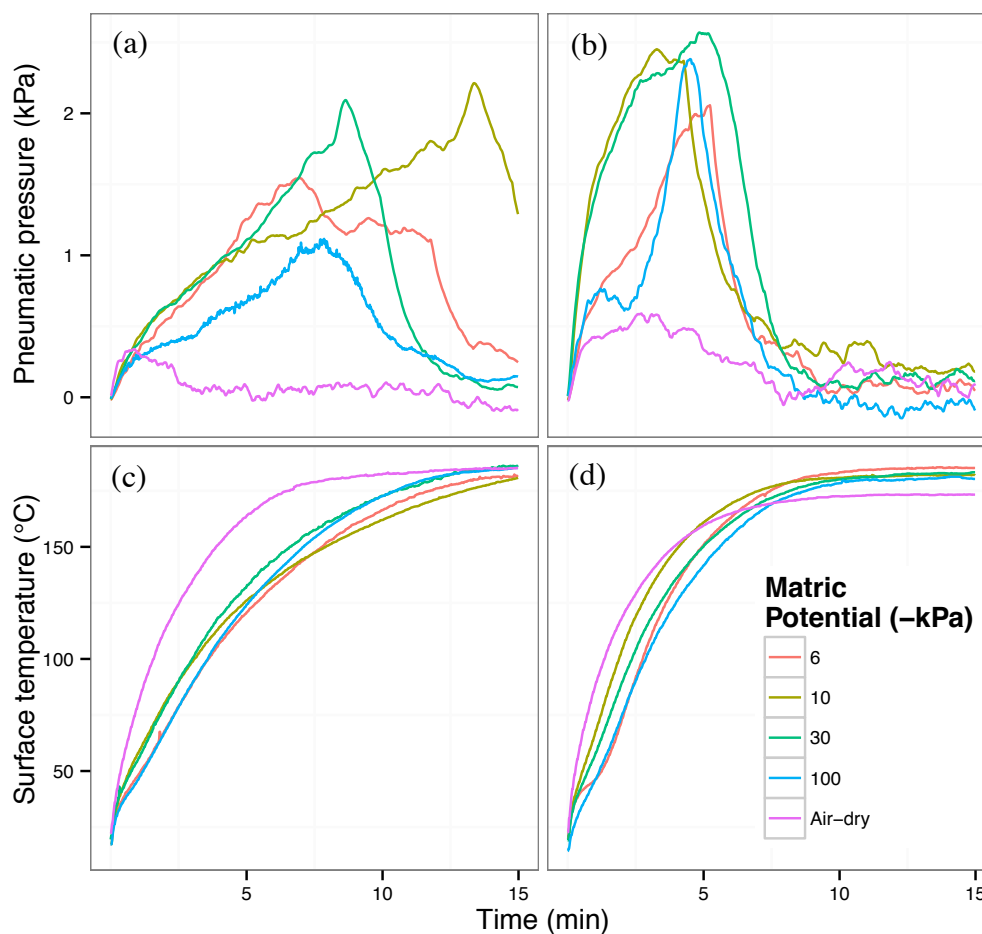 (a)
(b)
Pneumatic pressure (kPa)
2
1
0
(c)
(d)
Surface temperature (°C)
150
100
50
Matric
Potential (−kPa)
6
10
30
100
Air−dry
5
10
15
5
10
15
Time (min)